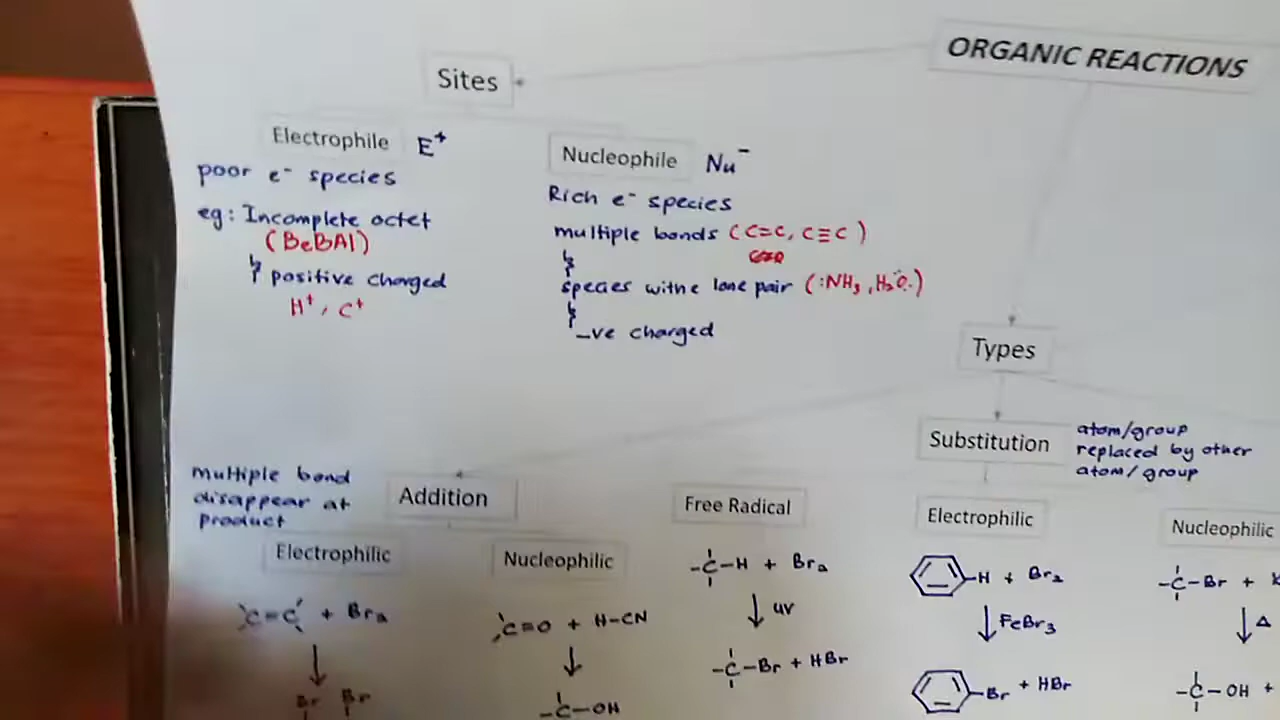 ORGANIC REACTIONS
Sites
Electrophile E⁺
poor e⁻ species
eg: Incomplete octet
(BeBAl)
positive charged
H⁺, C⁺
Nucleophile Nu⁻
Rich e⁻ species
multiple bonds (C=C, C≡C)
species with e lone pair (:NH₃, H₂O:)
-ve charged
Types
Addition
multiple bond
disappear at
product
Electrophilic
C=C + Br₂
↓
Br Br
Nucleophilic
C=O + H-CN
↓
-C-OH
Free Radical
-C-H + Br₂
↓ uv
-C-Br + HBr
Substitution
atom/group
replaced by other
atom/group
Electrophilic
-H + Br₂
↓ FeBr₃
-Br + HBr
Nucleophilic
-C-Br +
↓ Δ
-C-OH +